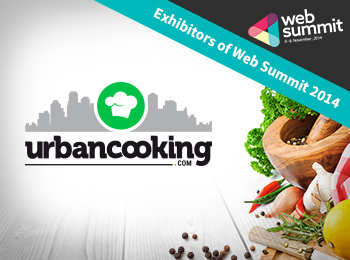 Exhibitors of Web Summit 2014
web
summit
4-6 November, 2014
urbancooking
.COM